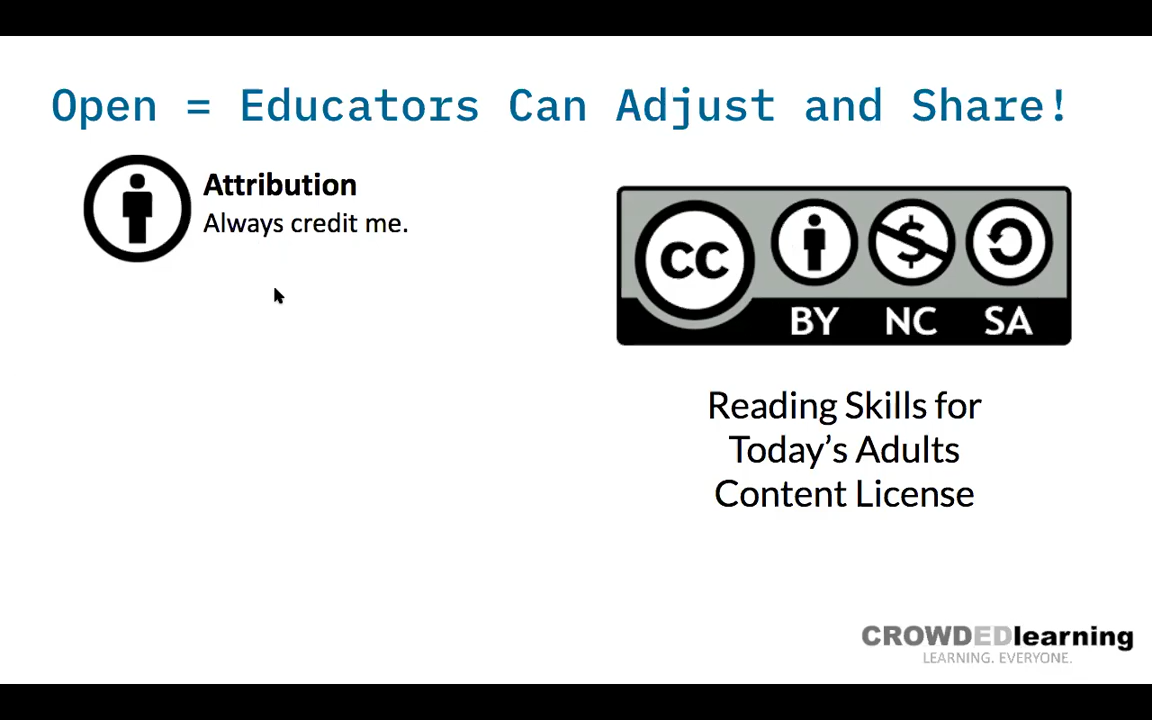 Open = Educators Can Adjust and Share!
Attribution
Always credit me.
CC
BY NC SA
Reading Skills for
Today's Adults
Content License
CROWDEDlearning
LEARNING. EVERYONE.